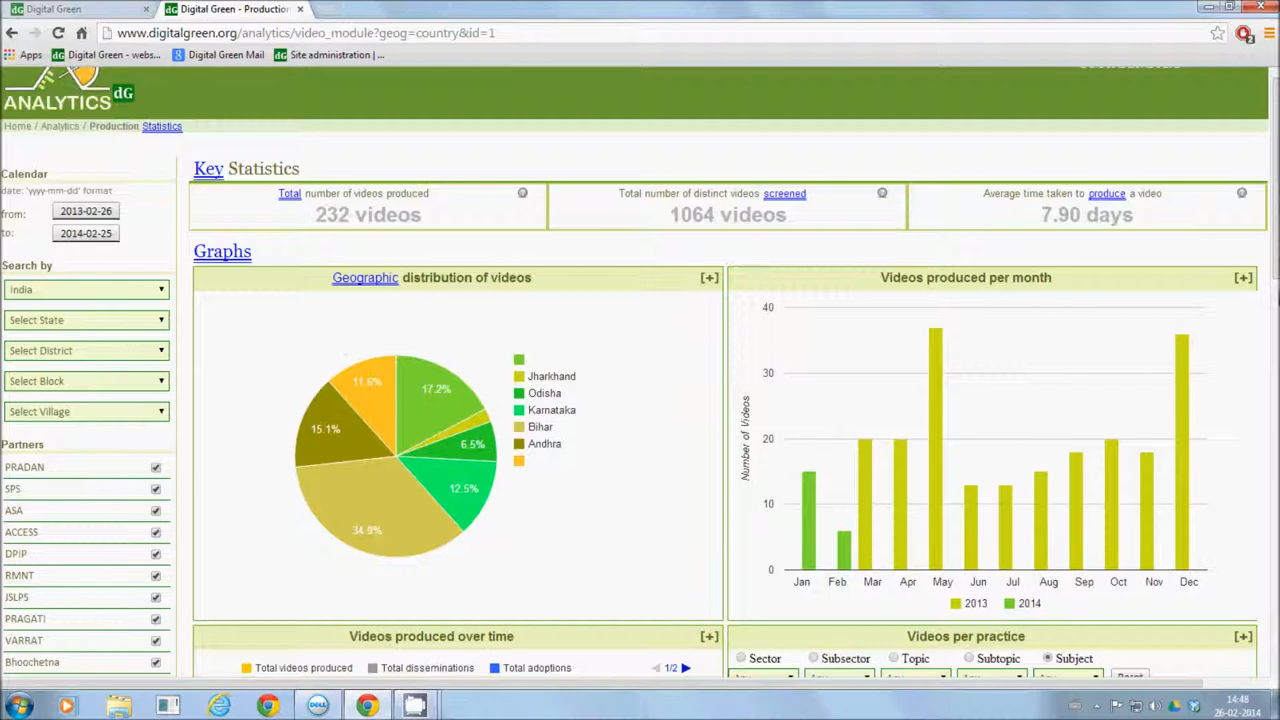 Digital Green
Digital Green - Production
www.digitalgreen.org/analytics/video_module?geog=country&id=1
Apps
Digital Green - webs...
Digital Green Mail
Site administration | ...
ANALYTICS dG
Home / Analytics / Production Statistics
Calendar
date: 'yyyy-mm-dd' format
from: 2013-02-26
to: 2014-02-25
Search by
India
Select State
Select District
Select Block
Select Village
Partners
PRADAN
SPS
ASA
ACCESS
DPIP
RMNT
JSLPS
PRAGATI
VARRAT
Bhoochetna
Key Statistics
Total number of videos produced
232 videos
Total number of distinct videos screened
1064 videos
Average time taken to produce a video
7.90 days
Graphs
Geographic distribution of videos [+]
11.6%
17.2%
15.1%
6.5%
12.5%
34.9%
Jharkhand
Odisha
Karnataka
Bihar
Andhra
Videos produced per month [+]
Number of Videos
40
30
20
10
0
Jan Feb Mar Apr May Jun Jul Aug Sep Oct Nov Dec
2013 2014
Videos produced over time [+]
Total videos produced Total disseminations Total adoptions 1/2
Videos per practice [+]
Sector Subsector Topic Subtopic Subject
14:48
26-02-2014